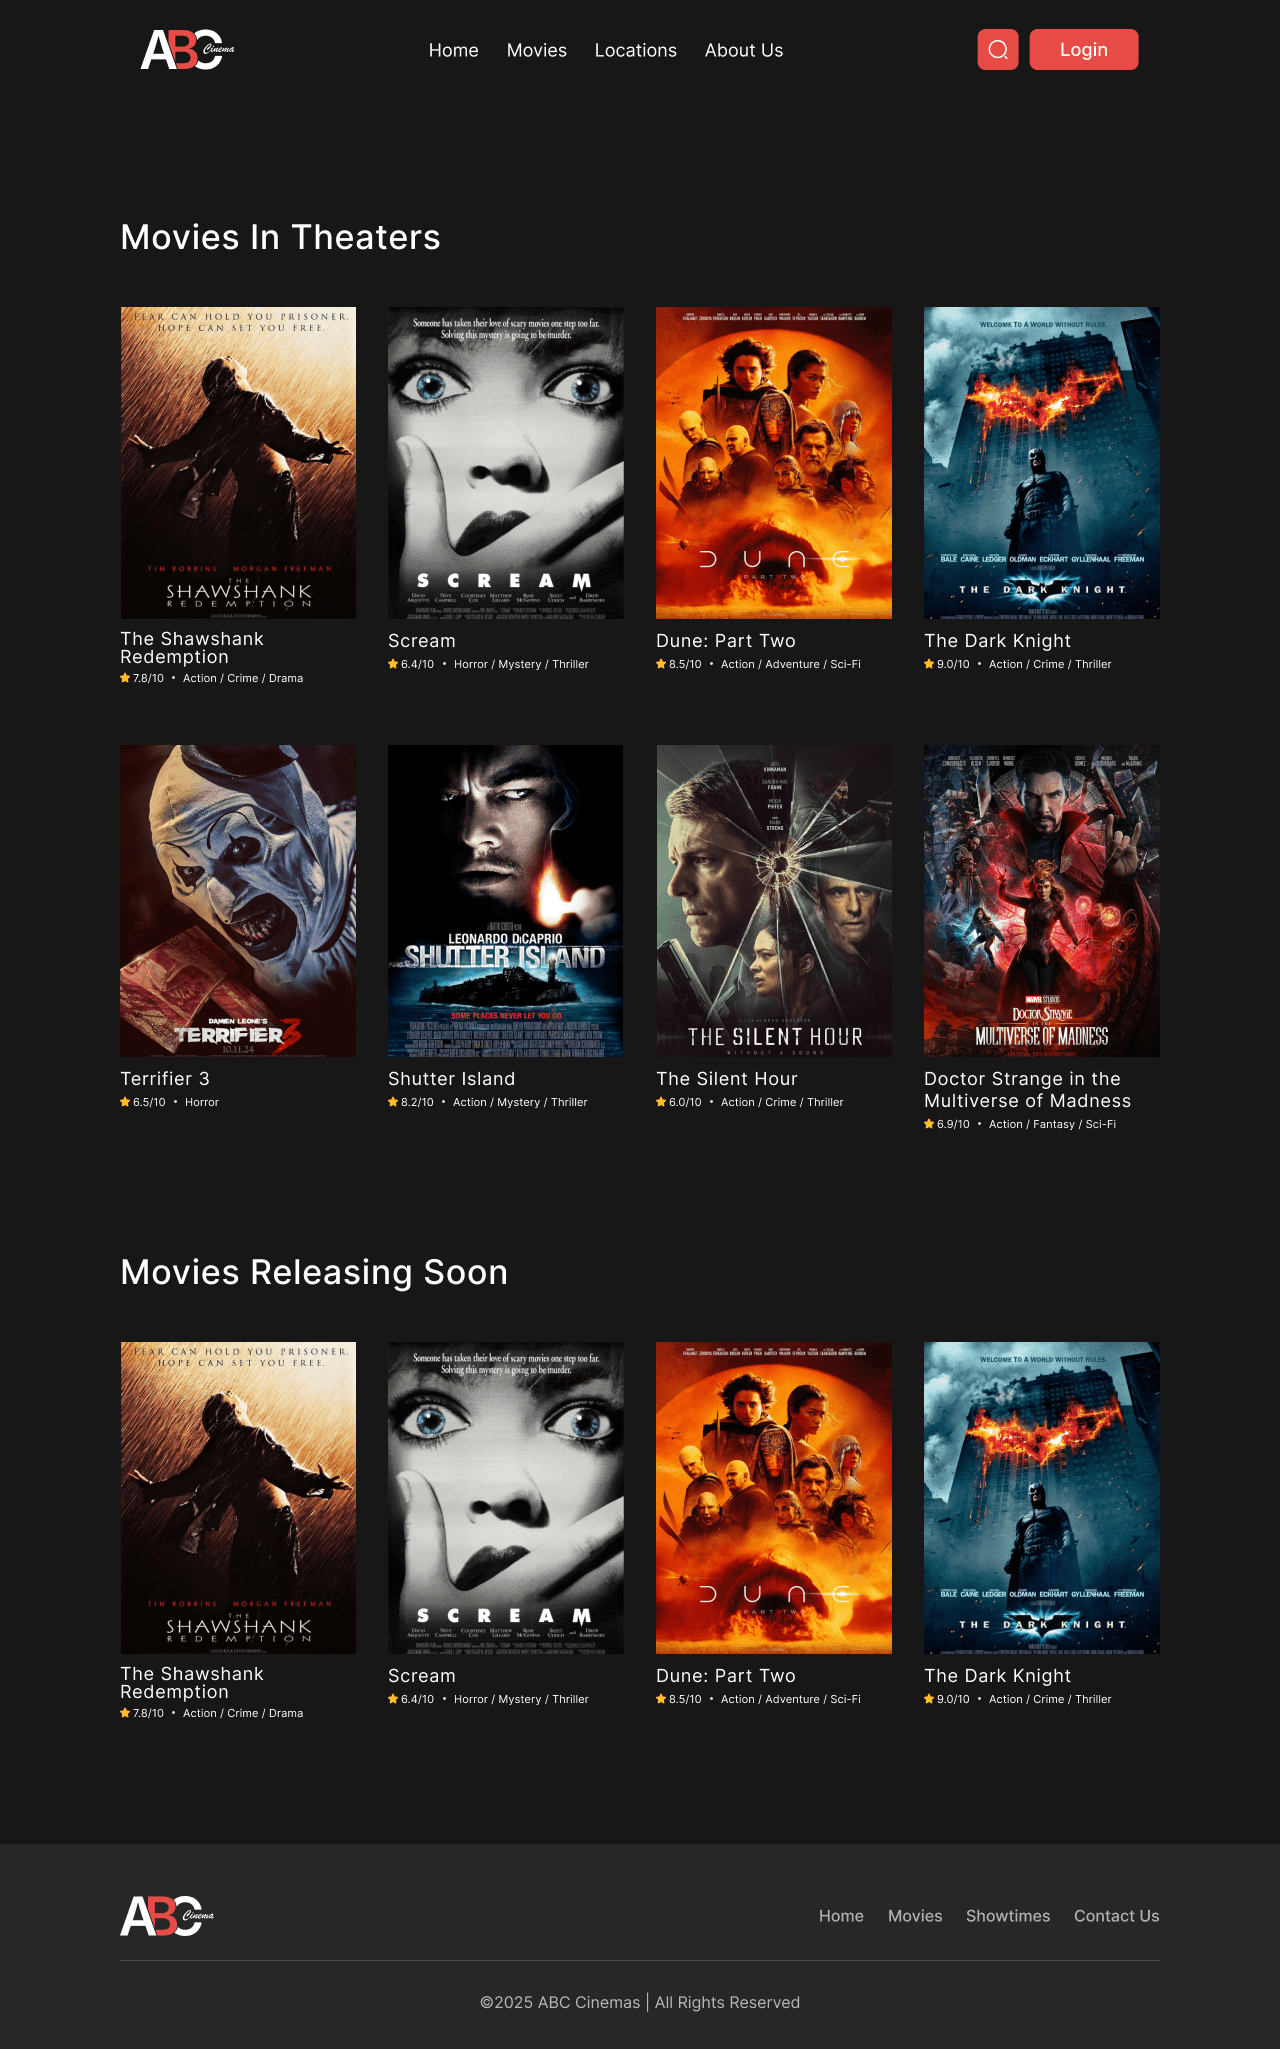 ABC Cinema
Home
Movies
Locations
About Us
Login
Movies In Theaters
FEAR CAN HOLD YOU PRISONER.
HOPE CAN SET YOU FREE.
TIM ROBBINS MORGAN FREEMAN
THE
SHAWSHANK
REDEMPTION
Someone has taken their love of scary movies one step too far.
Solving this mystery is going to be murder.
SCREAM
DUNE
PART TWO
WELCOME TO A WORLD WITHOUT RULES.
BALE CAINE LEDGER OLDMAN ECKHART GYLLENHAAL FREEMAN
THE DARK KNIGHT
The Shawshank
Redemption
7.8/10 • Action / Crime / Drama
Scream
6.4/10 • Horror / Mystery / Thriller
Dune: Part Two
8.5/10 • Action / Adventure / Sci-Fi
The Dark Knight
9.0/10 • Action / Crime / Thriller
DAMIEN LEONE'S
TERRIFIER 3
10.11.24
LEONARDO DiCAPRIO
SHUTTER ISLAND
SOME PLACES NEVER LET YOU GO
KINNAMAN
SANDRA MAE
FRANK
MEKHI
PHIFER
MARK
STRONG
THE SILENT HOUR
WITHOUT A SOUND
MARVEL STUDIOS
DOCTOR STRANGE
IN THE
MULTIVERSE OF MADNESS
Terrifier 3
6.5/10 • Horror
Shutter Island
8.2/10 • Action / Mystery / Thriller
The Silent Hour
6.0/10 • Action / Crime / Thriller
Doctor Strange in the
Multiverse of Madness
6.9/10 • Action / Fantasy / Sci-Fi
Movies Releasing Soon
FEAR CAN HOLD YOU PRISONER.
HOPE CAN SET YOU FREE.
TIM ROBBINS MORGAN FREEMAN
THE
SHAWSHANK
REDEMPTION
Someone has taken their love of scary movies one step too far.
Solving this mystery is going to be murder.
SCREAM
DUNE
PART TWO
WELCOME TO A WORLD WITHOUT RULES.
BALE CAINE LEDGER OLDMAN ECKHART GYLLENHAAL FREEMAN
THE DARK KNIGHT
The Shawshank
Redemption
7.8/10 • Action / Crime / Drama
Scream
6.4/10 • Horror / Mystery / Thriller
Dune: Part Two
8.5/10 • Action / Adventure / Sci-Fi
The Dark Knight
9.0/10 • Action / Crime / Thriller
ABC Cinema
Home
Movies
Showtimes
Contact Us
©2025 ABC Cinemas | All Rights Reserved